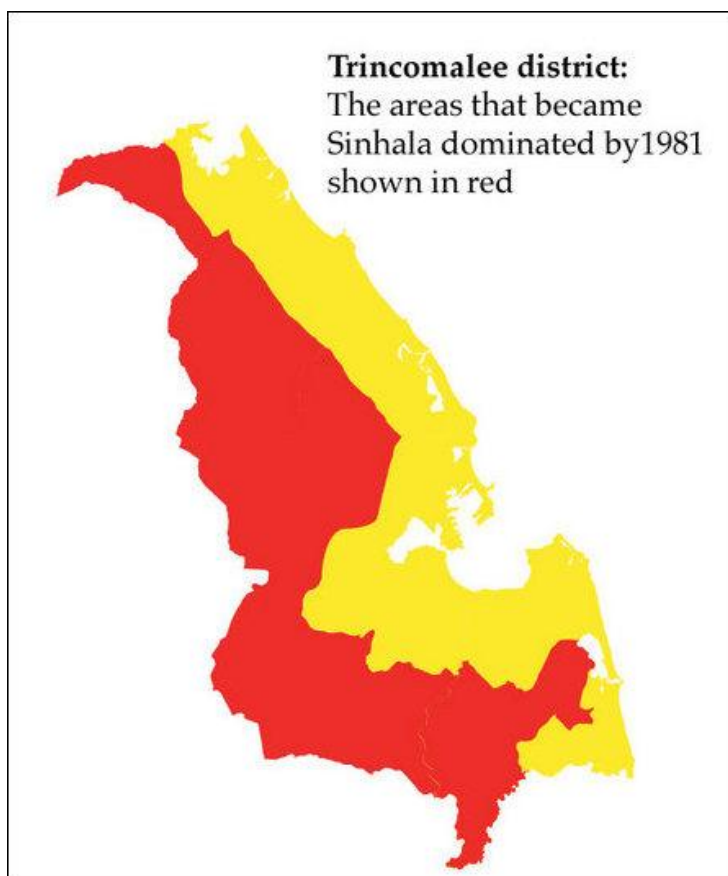 Trincomalee district:
The areas that became
Sinhala dominated by1981
shown in red